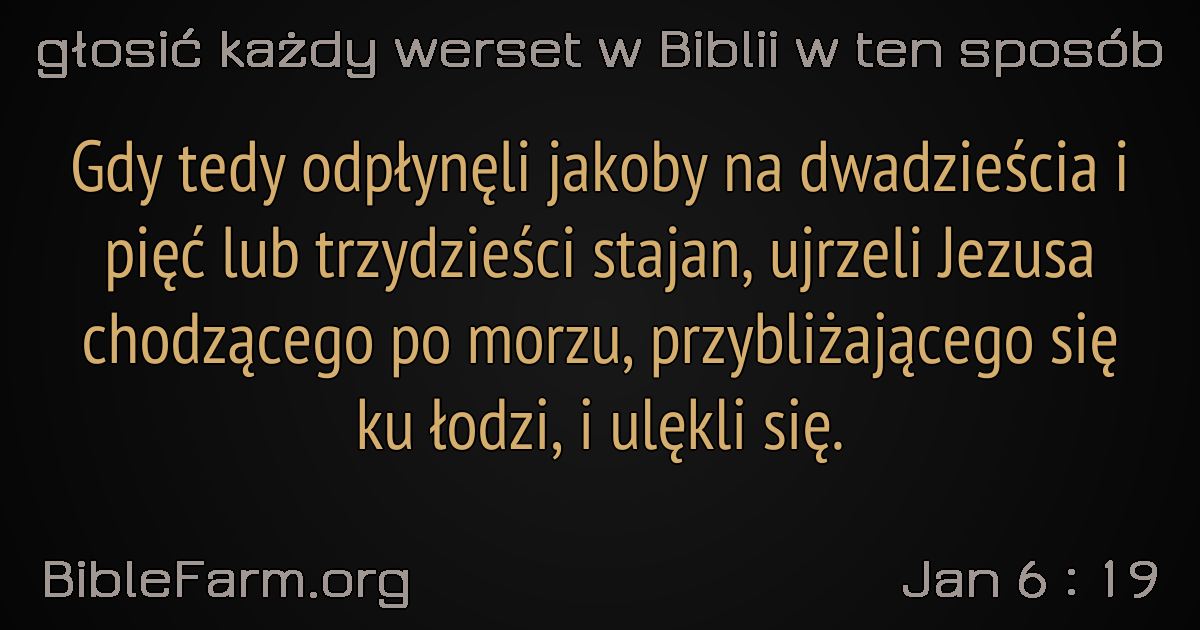 głosić każdy werset w Biblii w ten sposób
Gdy tedy odpłynęli jakoby na dwadzieścia i
pięć lub trzydzieści stajan, ujrzeli Jezusa
chodzącego po morzu, przybliżającego się
ku łodzi, i ulękli się.
BibleFarm.org
Jan 6 : 19